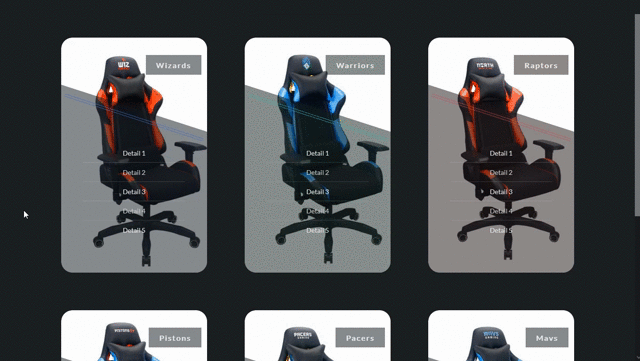 Wizards
Detail 1
Detail 2
Detail 3
Detail 4
Detail 5
Warriors
Detail 1
Detail 2
Detail 3
Detail 4
Detail 5
Raptors
Detail 1
Detail 2
Detail 3
Detail 4
Detail 5
Pistons
Pacers
Mavs